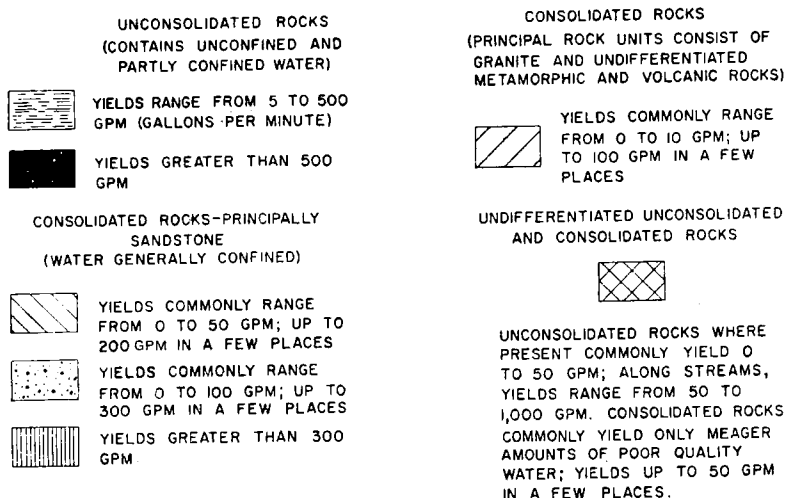 UNCONSOLIDATED ROCKS
(CONTAINS UNCONFINED AND
PARTLY CONFINED WATER)
YIELDS RANGE FROM 5 TO 500
GPM (GALLONS PER MINUTE)
YIELDS GREATER THAN 500
GPM
CONSOLIDATED ROCKS-PRINCIPALLY
SANDSTONE
(WATER GENERALLY CONFINED)
YIELDS COMMONLY RANGE
FROM 0 TO 50 GPM; UP TO
200 GPM IN A FEW PLACES
YIELDS COMMONLY RANGE
FROM 0 TO 100 GPM; UP TO
300 GPM IN A FEW PLACES
YIELDS GREATER THAN 300
GPM
CONSOLIDATED ROCKS
(PRINCIPAL ROCK UNITS CONSIST OF
GRANITE AND UNDIFFERENTIATED
METAMORPHIC AND VOLCANIC ROCKS)
YIELDS COMMONLY RANGE
FROM 0 TO 10 GPM; UP
TO 100 GPM IN A FEW
PLACES
UNDIFFERENTIATED UNCONSOLIDATED
AND CONSOLIDATED ROCKS
UNCONSOLIDATED ROCKS WHERE
PRESENT COMMONLY YIELD 0
TO 50 GPM; ALONG STREAMS,
YIELDS RANGE FROM 50 TO
1,000 GPM. CONSOLIDATED ROCKS
COMMONLY YIELD ONLY MEAGER
AMOUNTS OF POOR QUALITY
WATER; YIELDS UP TO 50 GPM
IN A FEW PLACES.